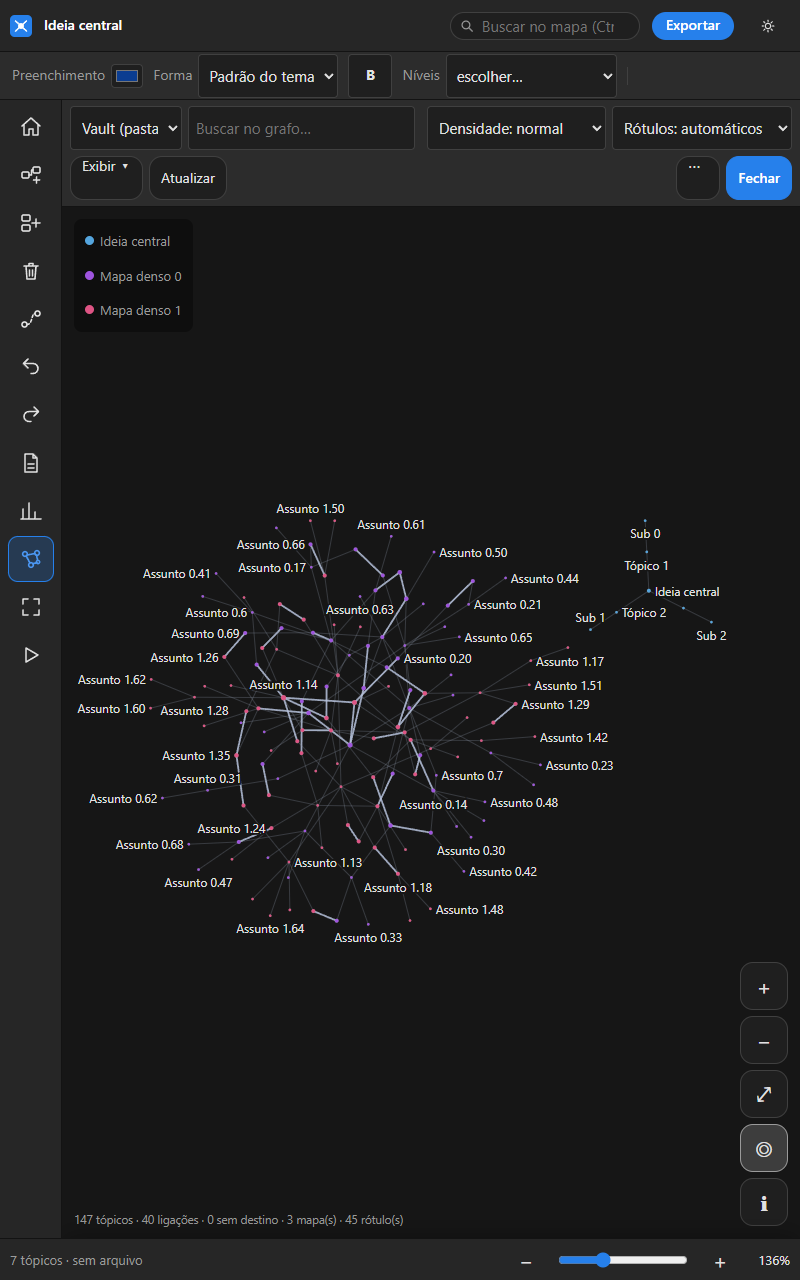 Ideia central
Buscar no mapa (Ctr
Exportar
Preenchimento
Forma
Padrão do tema
B
Níveis
escolher...
Vault (pasta
Buscar no grafo...
Densidade: normal
Rótulos: automáticos
Exibir ▾
Atualizar
...
Fechar
Ideia central
Mapa denso 0
Mapa denso 1
Assunto 1.50
Assunto 0.61
Assunto 0.66
Assunto 0.50
Assunto 0.17
Assunto 0.41
Assunto 0.44
Assunto 0.6
Assunto 0.63
Assunto 0.21
Assunto 0.69
Assunto 0.65
Assunto 1.26
Assunto 0.20
Assunto 1.17
Assunto 1.62
Assunto 1.14
Assunto 1.51
Assunto 1.60
Assunto 1.28
Assunto 1.29
Assunto 1.42
Assunto 1.35
Assunto 0.23
Assunto 0.31
Assunto 0.7
Assunto 0.62
Assunto 0.14
Assunto 0.48
Assunto 1.24
Assunto 0.68
Assunto 0.30
Assunto 1.13
Assunto 0.42
Assunto 0.47
Assunto 1.18
Assunto 1.48
Assunto 1.64
Assunto 0.33
Sub 0
Tópico 1
Ideia central
Sub 1
Tópico 2
Sub 2
+
−
i
147 tópicos · 40 ligações · 0 sem destino · 3 mapa(s) · 45 rótulo(s)
7 tópicos · sem arquivo
−
+
136%